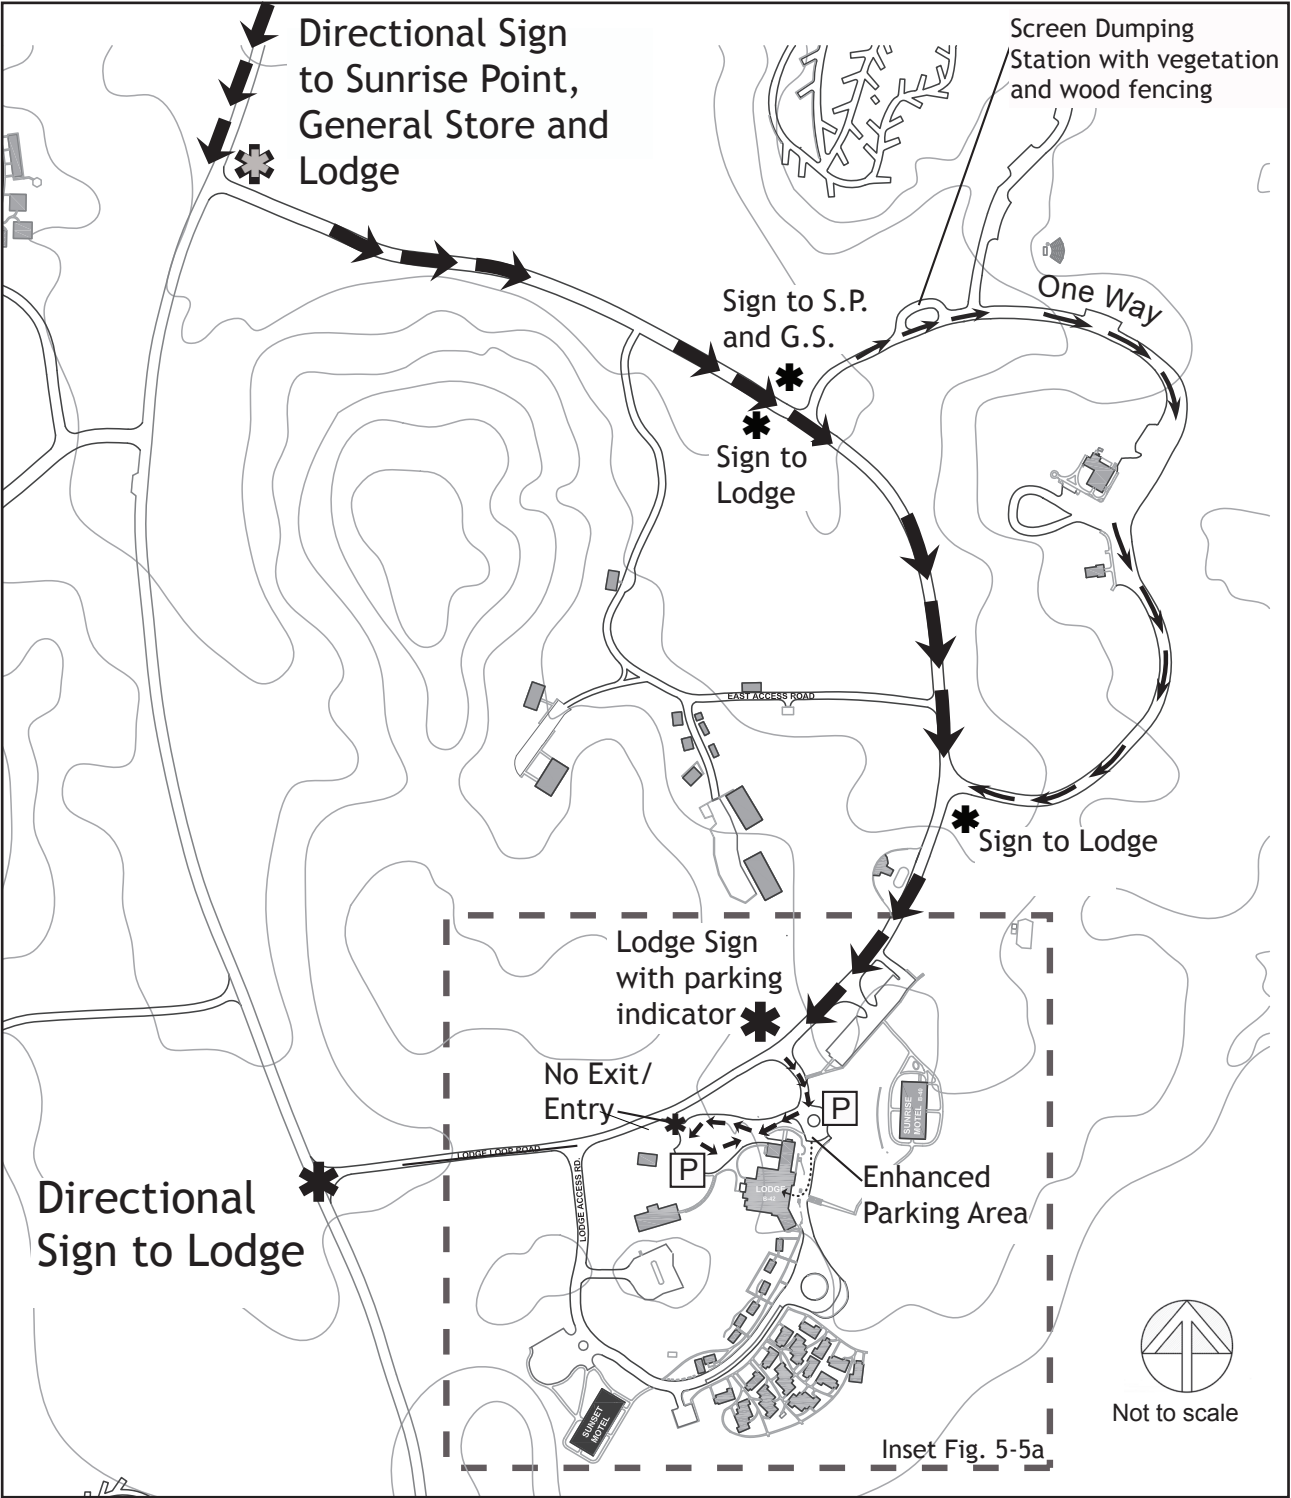 Directional Sign
to Sunrise Point,
General Store and
Lodge
Screen Dumping
Station with vegetation
and wood fencing
One Way
Sign to S.P.
and G.S.
Sign to
Lodge
EAST ACCESS ROAD
Sign to Lodge
Lodge Sign
with parking
indicator
No Exit/
Entry
P
P
SUNRISE
MOTEL B-48
LODGE LOOP ROAD
LODGE ACCESS RD.
LODGE
B-42
Enhanced
Parking Area
Directional
Sign to Lodge
SUNSET
MOTEL
Not to scale
Inset Fig. 5-5a